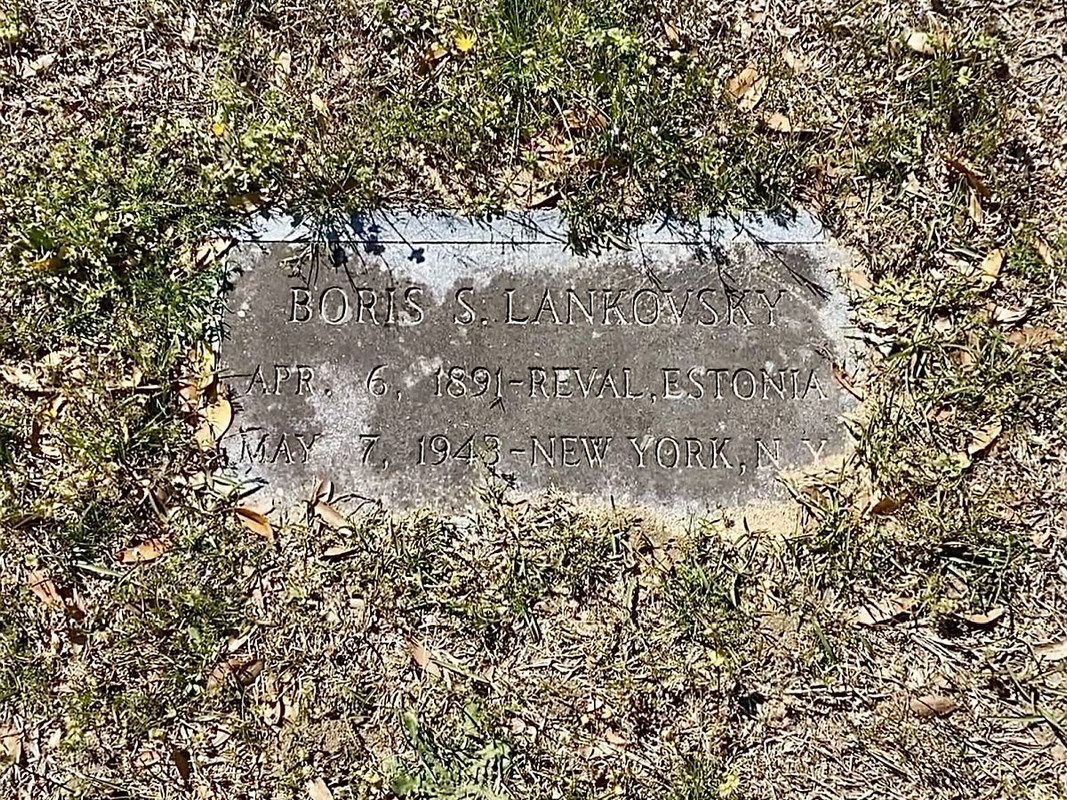 BORIS S. LANKOVSKY
APR. 6, 1891-REVAL, ESTONIA
MAY 7, 1943-NEW YORK, N.Y.